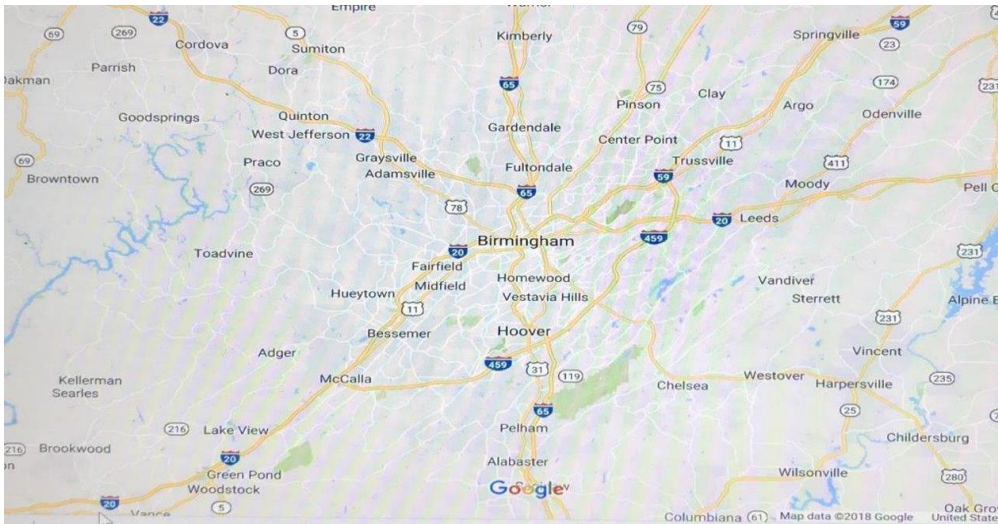 Empire
22
69
269
5
Sumiton
Cordova
Kimberly
79
59
Springville
23
Parrish
Dora
65
75
Clay
174
231
Pinson
Argo
Goodsprings
Quinton
West Jefferson
22
Gardendale
Center Point
11
Odenville
69
Praco
Graysville
Adamsville
Fultondale
Trussville
411
Browntown
269
65
59
Moody
78
20
Leeds
Birmingham
459
Toadvine
20
231
Fairfield
Midfield
Homewood
Vestavia Hills
Vandiver
Sterrett
Hueytown
11
Alpine
Bessemer
Hoover
231
Adger
459
31
119
Vincent
McCalla
Chelsea
Westover
Harpersville
235
Kellerman
Searles
65
25
216
Lake View
Pelham
Childersburg
216
Brookwood
20
Alabaster
Green Pond
Woodstock
Google
Wilsonville
280
20
Vance
5
Columbiana
61
Map data ©2018 Google
Oak Gro
United State